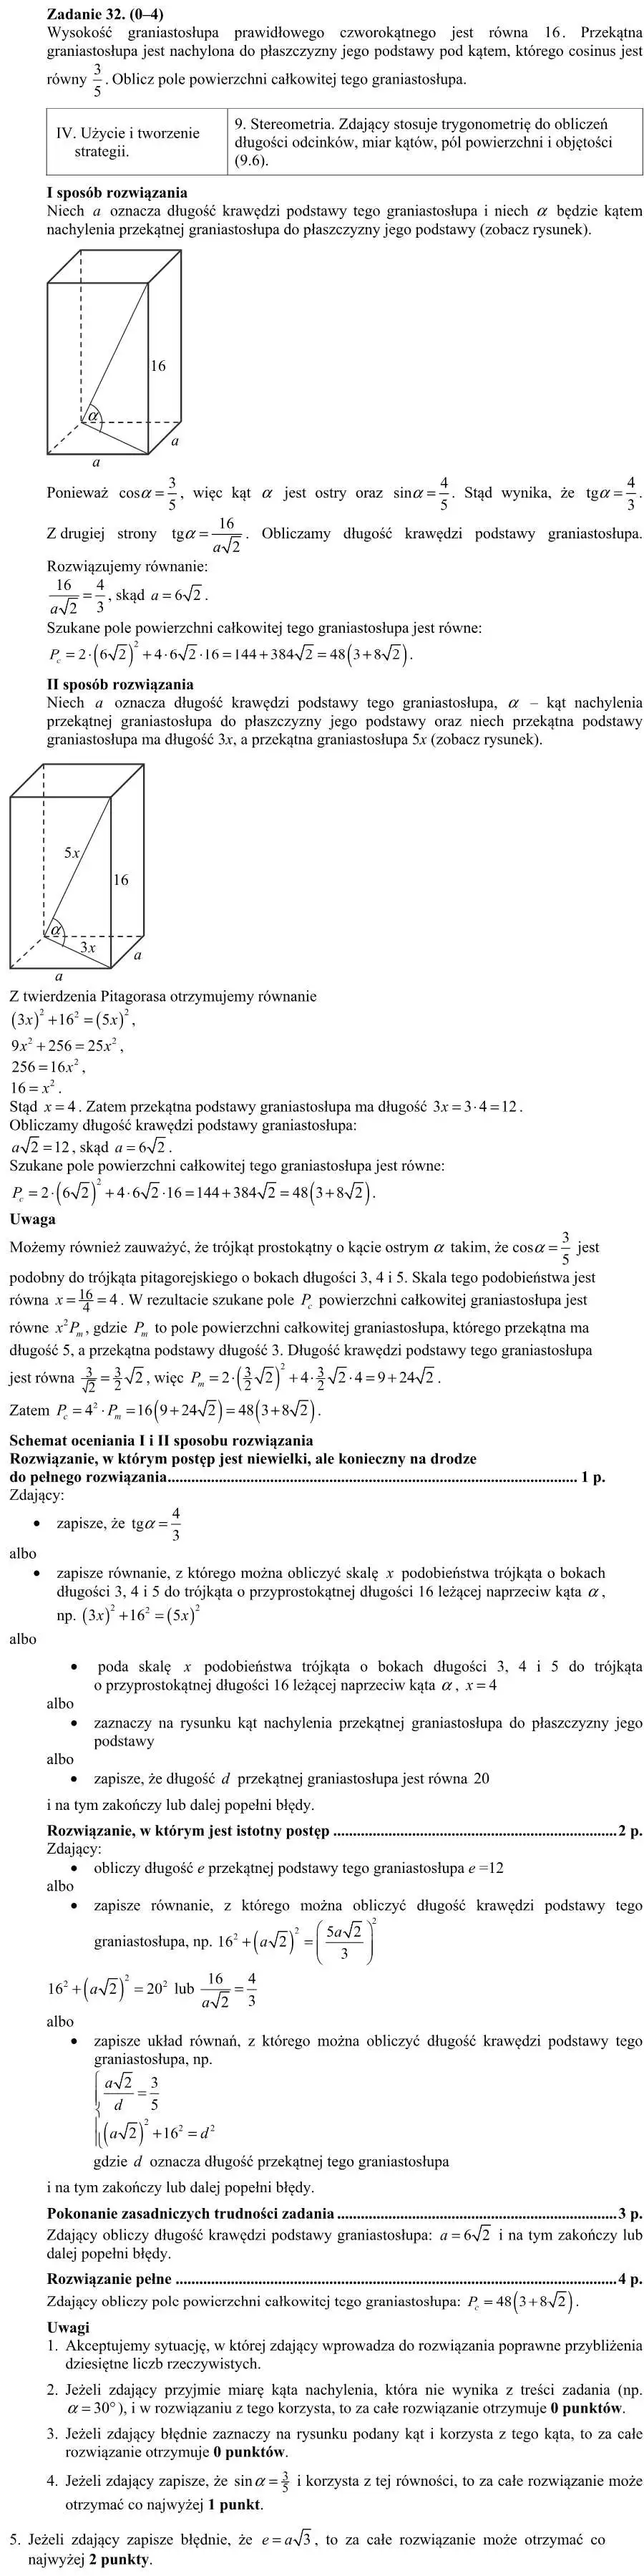 Zadanie 32. (0–4)
Wysokość graniastosłupa prawidłowego czworokątnego jest równa 16. Przekątna
graniastosłupa jest nachylona do płaszczyzny jego podstawy pod kątem, którego cosinus jest
równy 3/5. Oblicz pole powierzchni całkowitej tego graniastosłupa.
IV. Użycie i tworzenie
strategii.
9. Stereometria. Zdający stosuje trygonometrię do obliczeń
długości odcinków, miar kątów, pól powierzchni i objętości
(9.6).
I sposób rozwiązania
Niech a oznacza długość krawędzi podstawy tego graniastosłupa i niech α będzie kątem
nachylenia przekątnej graniastosłupa do płaszczyzny jego podstawy (zobacz rysunek).
16
α
a
a
Ponieważ cosα = 3/5, więc kąt α jest ostry oraz sinα = 4/5. Stąd wynika, że tgα = 4/3.
Z drugiej strony tgα = 16/(a√2). Obliczamy długość krawędzi podstawy graniastosłupa.
Rozwiązujemy równanie:
16/(a√2) = 4/3, skąd a = 6√2.
Szukane pole powierzchni całkowitej tego graniastosłupa jest równe:
P_c = 2·(6√2)² + 4·6√2·16 = 144 + 384√2 = 48(3+8√2).
II sposób rozwiązania
Niech a oznacza długość krawędzi podstawy tego graniastosłupa, α – kąt nachylenia
przekątnej graniastosłupa do płaszczyzny jego podstawy oraz niech przekątna podstawy
graniastosłupa ma długość 3x, a przekątna graniastosłupa 5x (zobacz rysunek).
5x
16
α
3x
a
a
Z twierdzenia Pitagorasa otrzymujemy równanie
(3x)² + 16² = (5x)²,
9x² + 256 = 25x²,
256 = 16x²,
16 = x².
Stąd x = 4. Zatem przekątna podstawy graniastosłupa ma długość 3x = 3·4 = 12.
Obliczamy długość krawędzi podstawy graniastosłupa:
a√2 = 12, skąd a = 6√2.
Szukane pole powierzchni całkowitej tego graniastosłupa jest równe:
P_c = 2·(6√2)² + 4·6√2·16 = 144 + 384√2 = 48(3+8√2).
Uwaga
Możemy również zauważyć, że trójkąt prostokątny o kącie ostrym α takim, że cosα = 3/5 jest
podobny do trójkąta pitagorejskiego o bokach długości 3, 4 i 5. Skala tego podobieństwa jest
równa x = 16/4 = 4. W rezultacie szukane pole P_c powierzchni całkowitej graniastosłupa jest
równe x²P_m, gdzie P_m to pole powierzchni całkowitej graniastosłupa, którego przekątna ma
długość 5, a przekątna podstawy długość 3. Długość krawędzi podstawy tego graniastosłupa
jest równa 3/√2 = 3/2 √2, więc P_m = 2·(3/2 √2)² + 4·3/2 √2·4 = 9 + 24√2.
Zatem P_c = 4²·P_m = 16(9+24√2) = 48(3+8√2).
Schemat oceniania I i II sposobu rozwiązania
Rozwiązanie, w którym postęp jest niewielki, ale konieczny na drodze
do pełnego rozwiązania.......... 1 p.
Zdający:
• zapisze, że tgα = 4/3
albo
• zapisze równanie, z którego można obliczyć skalę x podobieństwa trójkąta o bokach
długości 3, 4 i 5 do trójkąta o przyprostokątnej długości 16 leżącej naprzeciw kąta α,
np. (3x)² + 16² = (5x)²
albo
• poda skalę x podobieństwa trójkąta o bokach długości 3, 4 i 5 do trójkąta
o przyprostokątnej długości 16 leżącej naprzeciw kąta α, x = 4
albo
• zaznaczy na rysunku kąt nachylenia przekątnej graniastosłupa do płaszczyzny jego
podstawy
albo
• zapisze, że długość d przekątnej graniastosłupa jest równa 20
i na tym zakończy lub dalej popełni błędy.
Rozwiązanie, w którym jest istotny postęp .......... 2 p.
Zdający:
• obliczy długość e przekątnej podstawy tego graniastosłupa e =12
albo
• zapisze równanie, z którego można obliczyć długość krawędzi podstawy tego
graniastosłupa, np. 16² + (a√2)² = (5a√2/3)²
16² + (a√2)² = 20² lub 16/(a√2) = 4/3
albo
• zapisze układ równań, z którego można obliczyć długość krawędzi podstawy tego
graniastosłupa, np.
{ a√2/d = 3/5
(a√2)² + 16² = d²
gdzie d oznacza długość przekątnej tego graniastosłupa
i na tym zakończy lub dalej popełni błędy.
Pokonanie zasadniczych trudności zadania .......... 3 p.
Zdający obliczy długość krawędzi podstawy graniastosłupa: a = 6√2 i na tym zakończy lub
dalej popełni błędy.
Rozwiązanie pełne .......... 4 p.
Zdający obliczy pole powierzchni całkowitej tego graniastosłupa: P_c = 48(3+8√2).
Uwagi
1. Akceptujemy sytuację, w której zdający wprowadza do rozwiązania poprawne przybliżenia
dziesiętne liczb rzeczywistych.
2. Jeżeli zdający przyjmie miarę kąta nachylenia, która nie wynika z treści zadania (np.
α = 30°), i w rozwiązaniu z tego korzysta, to za całe rozwiązanie otrzymuje 0 punktów.
3. Jeżeli zdający błędnie zaznaczy na rysunku podany kąt i korzysta z tego kąta, to za całe
rozwiązanie otrzymuje 0 punktów.
4. Jeżeli zdający zapisze, że sinα = 3/5 i korzysta z tej równości, to za całe rozwiązanie może
otrzymać co najwyżej 1 punkt.
5. Jeżeli zdający zapisze błędnie, że e = a√3, to za całe rozwiązanie może otrzymać co
najwyżej 2 punkty.